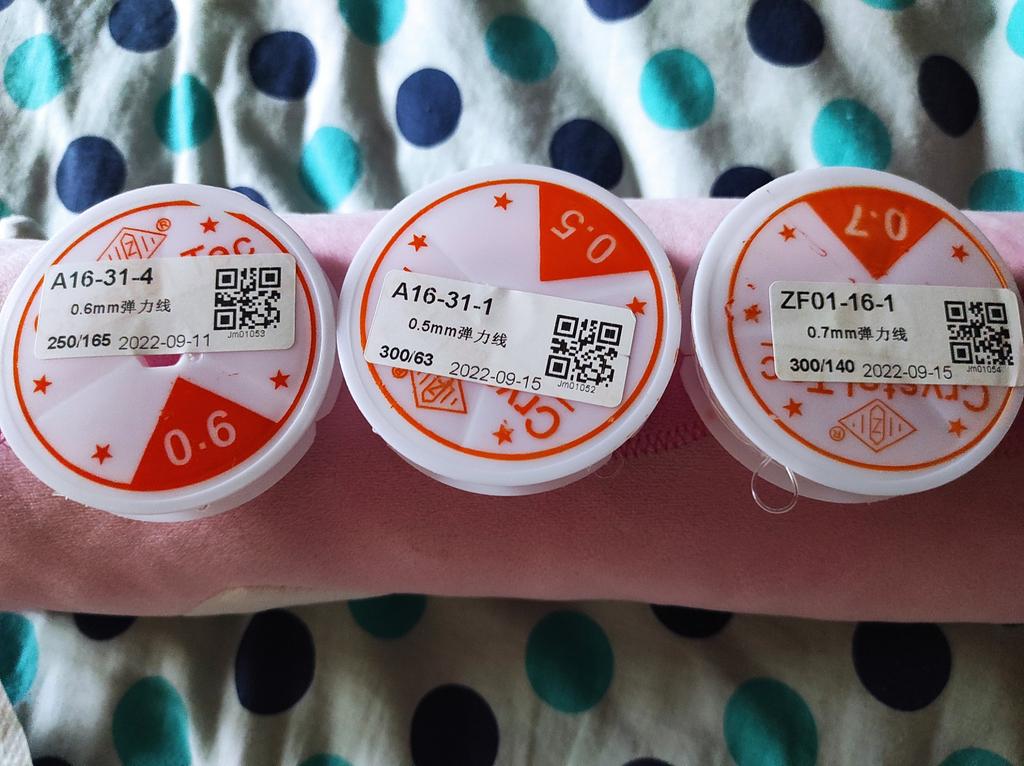 Tec
®
A16-31-4
0.6mm弹力线
250/165 2022-09-11
Jm01053
0.6
0.5
A16-31-1
0.5mm弹力线
300/63 2022-09-15
Jm01052
®
0.7
ZF01-16-1
0.7mm弹力线
300/140 2022-09-15
Jm01054
Crystal T C
®